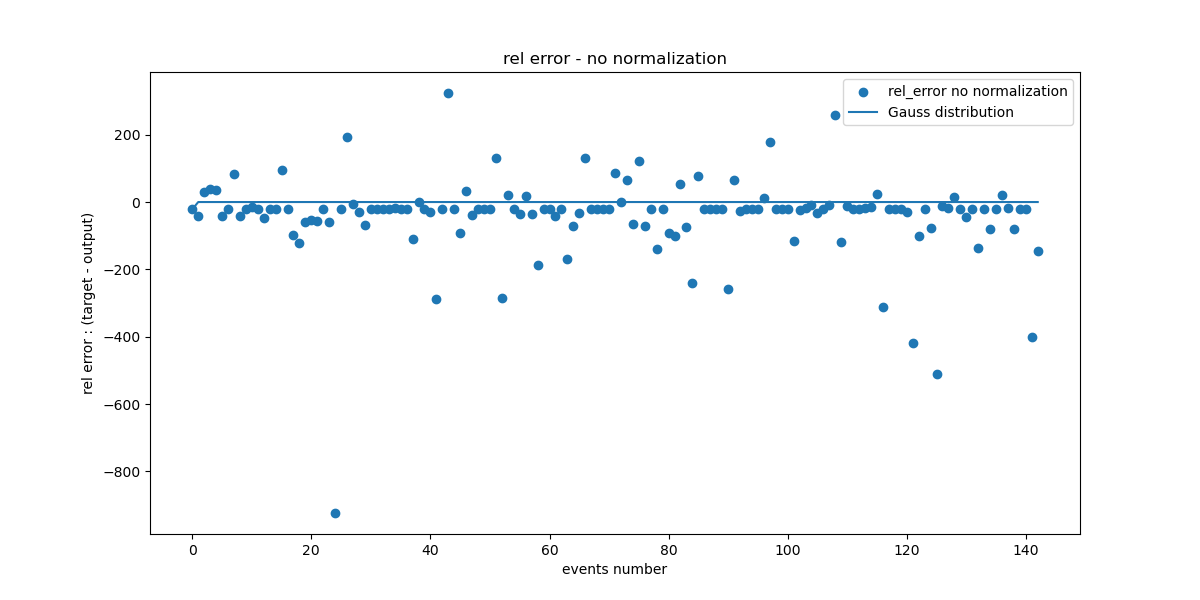 rel error - no normalization
rel_error no normalization
Gauss distribution
rel error : (target - output)
200
0
−200
−400
−600
−800
0 20 40 60 80 100 120 140
events number